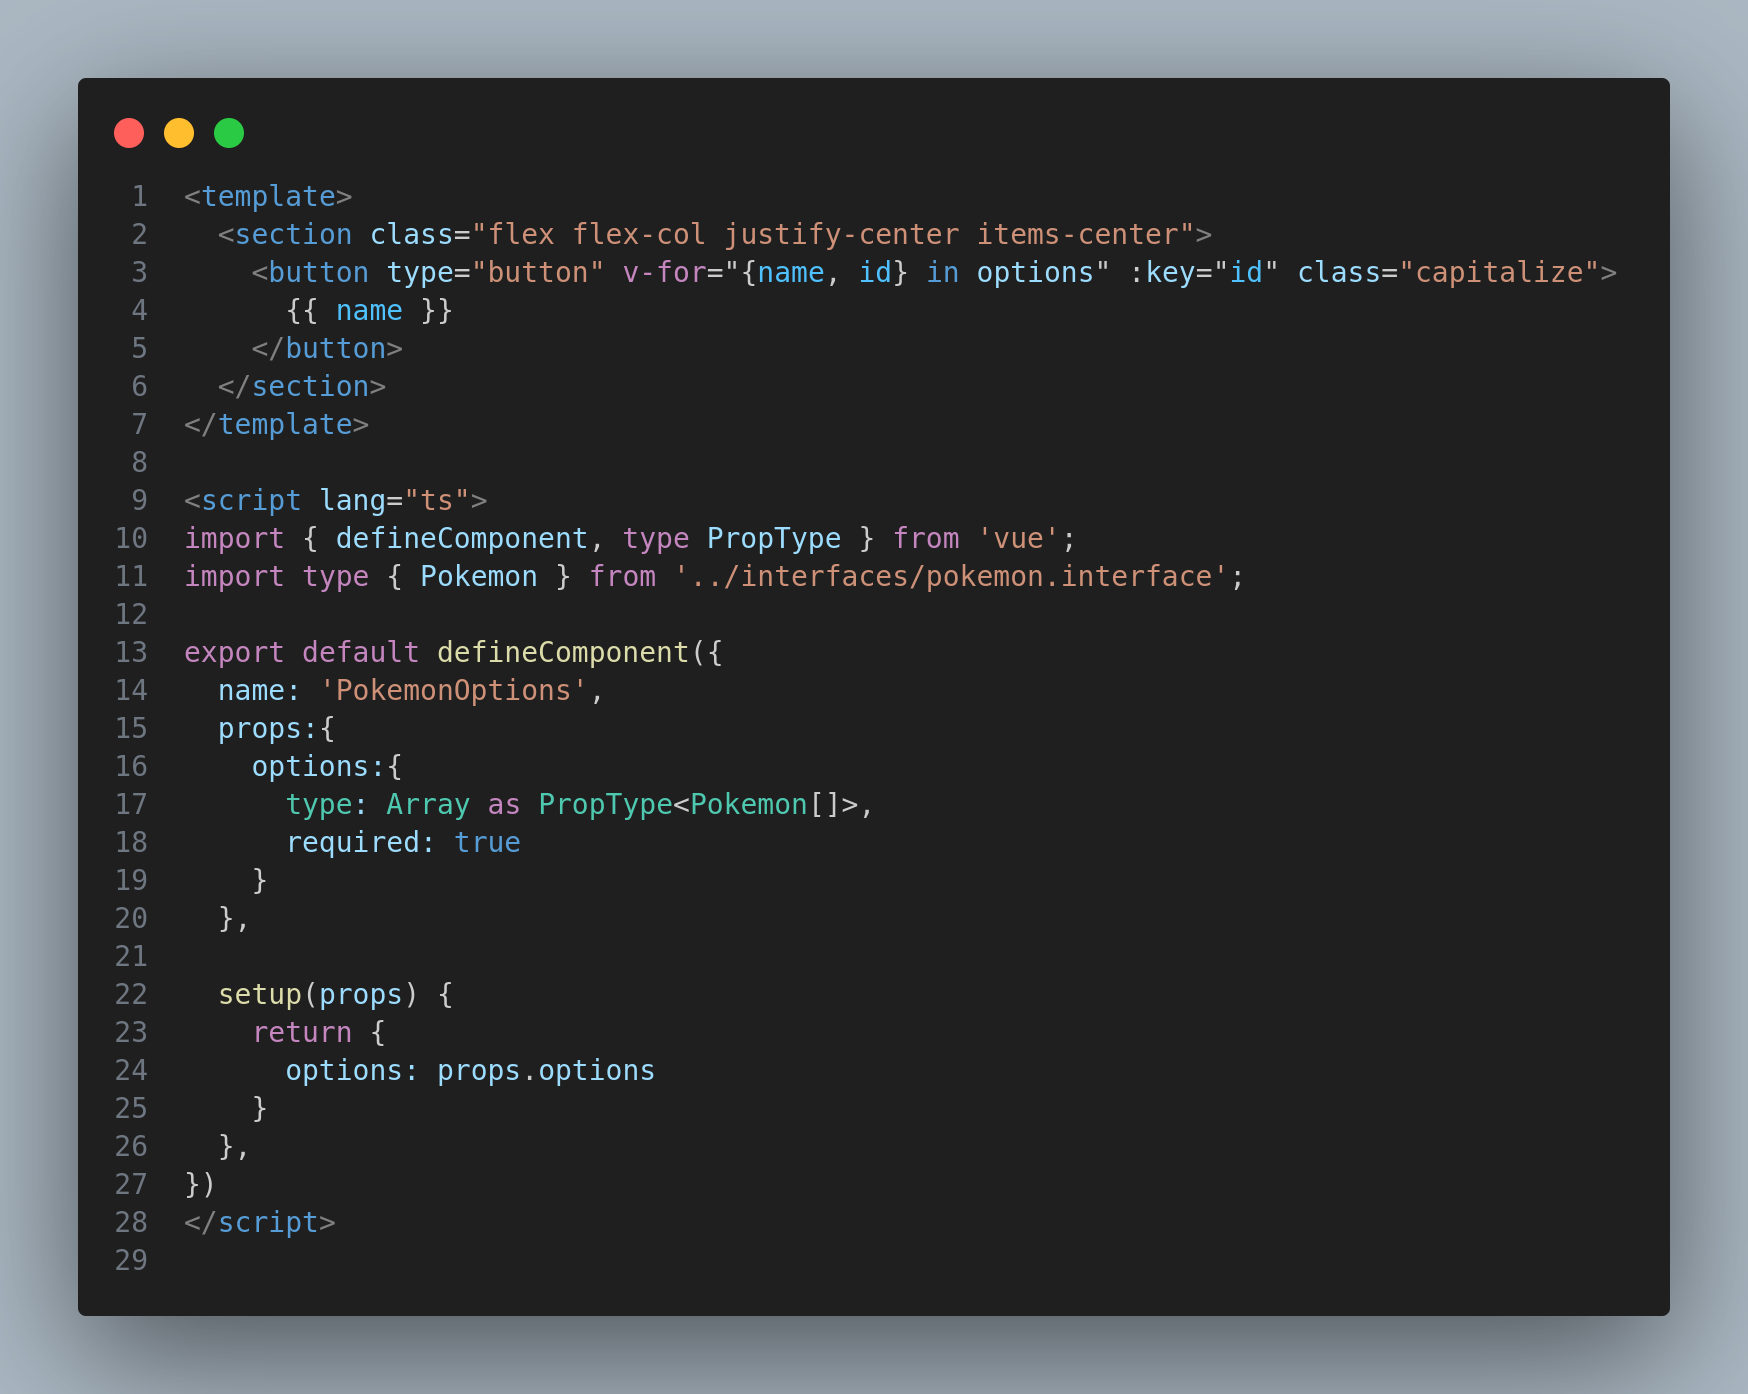 1 <template>
2   <section class="flex flex-col justify-center items-center">
3     <button type="button" v-for="{name, id} in options" :key="id" class="capitalize">
4       {{ name }}
5     </button>
6   </section>
7 </template>
8
9 <script lang="ts">
10 import { defineComponent, type PropType } from 'vue';
11 import type { Pokemon } from '../interfaces/pokemon.interface';
12
13 export default defineComponent({
14   name: 'PokemonOptions',
15   props:{
16     options:{
17       type: Array as PropType<Pokemon[]>,
18       required: true
19     }
20   },
21
22   setup(props) {
23     return {
24       options: props.options
25     }
26   },
27 })
28 </script>
29